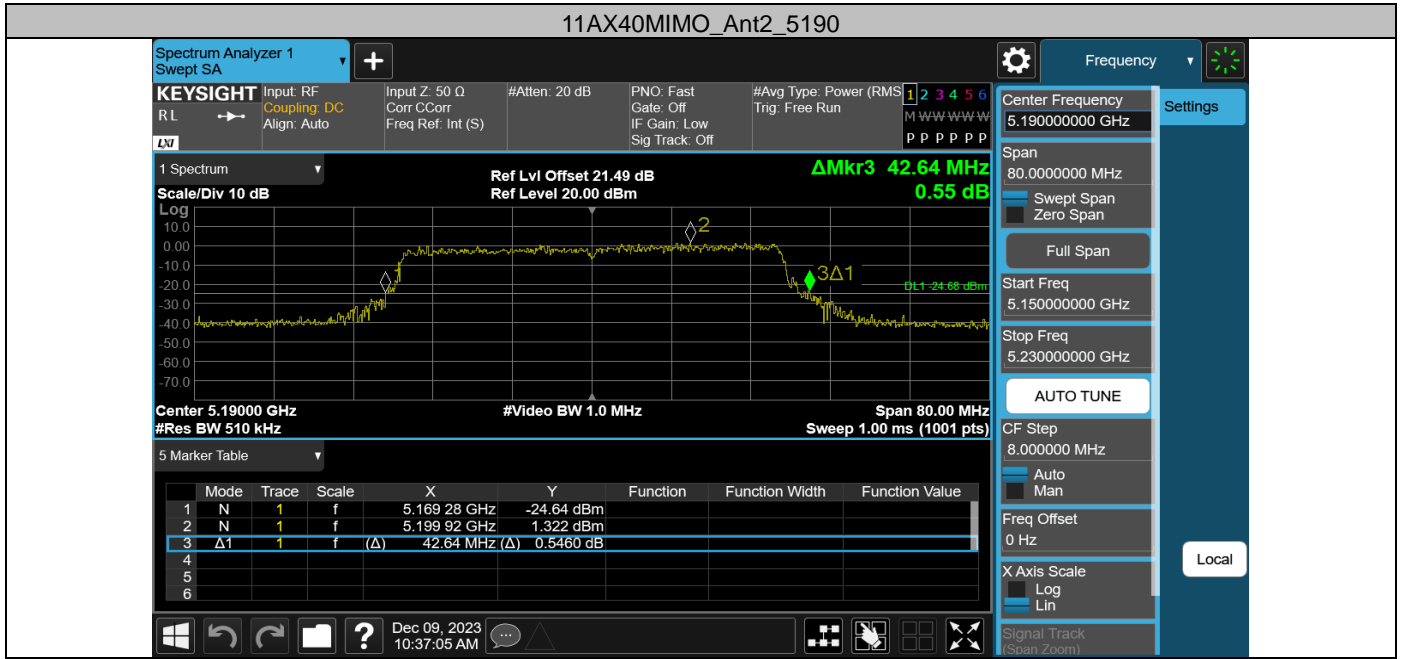 11AX40MIMO_Ant2_5190
Spectrum Analyzer 1
Swept SA
Frequency
KEYSIGHT
RL
LXI
Input: RF
Coupling: DC
Align: Auto
Input Z: 50 Ω
Corr CCorr
Freq Ref: Int (S)
#Atten: 20 dB
PNO: Fast
Gate: Off
IF Gain: Low
Sig Track: Off
#Avg Type: Power (RMS
Trig: Free Run
1 2 3 4 5 6
M W W W W W
P P P P P P
1 Spectrum
Scale/Div 10 dB
Ref Lvl Offset 21.49 dB
Ref Level 20.00 dBm
ΔMkr3 42.64 MHz
0.55 dB
Log
10.0
0.00
-10.0
-20.0
-30.0
-40.0
-50.0
-60.0
-70.0
1
2
3Δ1
DL1 -24.68 dBm
Center 5.19000 GHz
#Res BW 510 kHz
#Video BW 1.0 MHz
Span 80.00 MHz
Sweep 1.00 ms (1001 pts)
5 Marker Table
Mode Trace Scale X Y Function Function Width Function Value
1 N 1 f 5.169 28 GHz -24.64 dBm
2 N 1 f 5.199 92 GHz 1.322 dBm
3 Δ1 1 f (Δ) 42.64 MHz (Δ) 0.5460 dB
4
5
6
Dec 09, 2023
10:37:05 AM
Center Frequency
5.190000000 GHz
Settings
Span
80.0000000 MHz
Swept Span
Zero Span
Full Span
Start Freq
5.150000000 GHz
Stop Freq
5.230000000 GHz
AUTO TUNE
CF Step
8.000000 MHz
Auto
Man
Freq Offset
0 Hz
X Axis Scale
Log
Lin
Signal Track
(Span Zoom)
Local